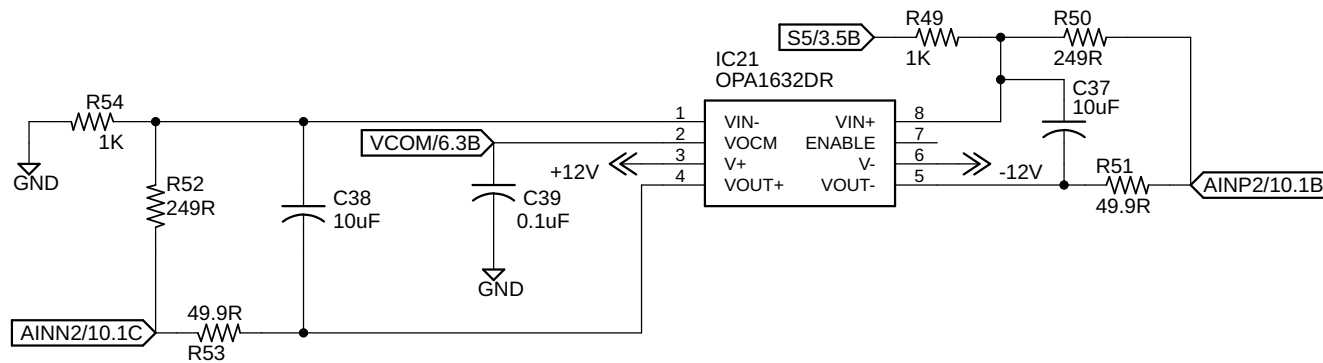 R49
R50
S5/3.5B
1K
249R
IC21
OPA1632DR
C37
10uF
R54
1K
GND
1
2
3
4
VIN-
VOCM
V+
VOUT+
VIN+
ENABLE
V-
VOUT-
8
7
6
5
VCOM/6.3B
+12V
-12V
R51
49.9R
AINP2/10.1B
R52
249R
C38
10uF
C39
0.1uF
GND
49.9R
R53
AINN2/10.1C